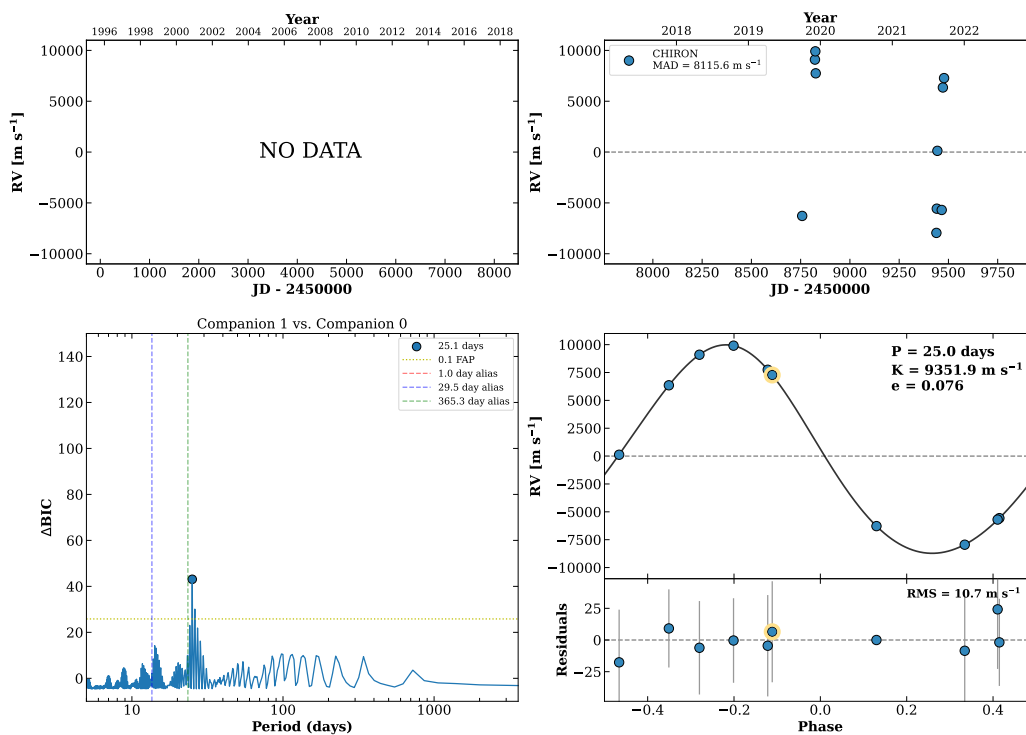 Year
1996 1998 2000 2002 2004 2006 2008 2010 2012 2014 2016 2018
10000
5000
0
−5000
−10000
RV [m s⁻¹]
NO DATA
0 1000 2000 3000 4000 5000 6000 7000 8000
JD - 2450000
Year
2018 2019 2020 2021 2022
CHIRON
MAD = 8115.6 m s⁻¹
10000
5000
0
−5000
−10000
RV [m s⁻¹]
8000 8250 8500 8750 9000 9250 9500 9750
JD - 2450000
Companion 1 vs. Companion 0
25.1 days
0.1 FAP
1.0 day alias
29.5 day alias
365.3 day alias
140
120
100
80
60
40
20
0
ΔBIC
10 100 1000
Period (days)
P = 25.0 days
K = 9351.9 m s⁻¹
e = 0.076
10000
7500
5000
2500
0
−2500
−5000
−7500
−10000
RV [m s⁻¹]
RMS = 10.7 m s⁻¹
25
0
−25
Residuals
−0.4 −0.2 0.0 0.2 0.4
Phase